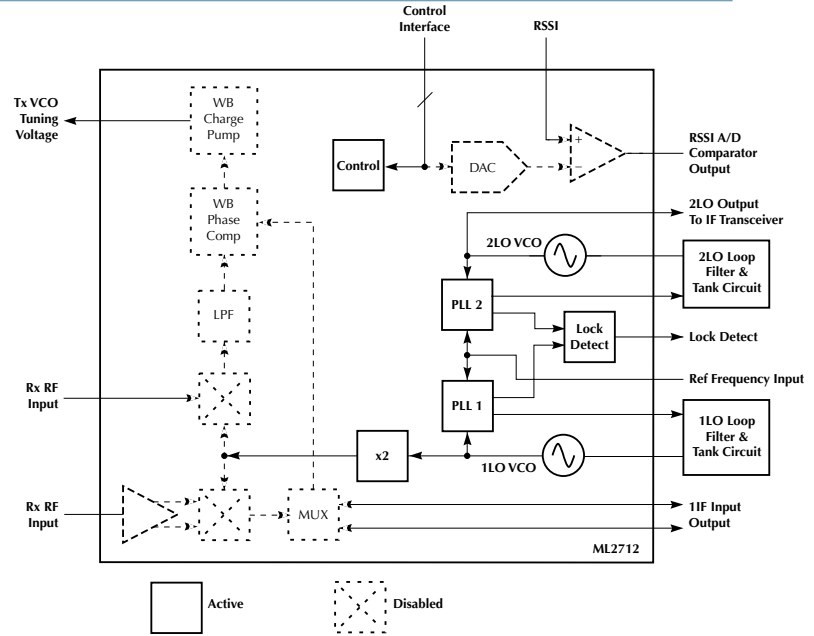 Control
Interface
RSSI
Tx VCO
Tuning
Voltage
WB
Charge
Pump
Control
DAC
+
–
RSSI A/D
Comparator
Output
WB
Phase
Comp
2LO Output
To IF Transceiver
2LO VCO
2LO Loop
Filter &
Tank Circuit
PLL 2
LPF
Lock
Detect
Lock Detect
Rx RF
Input
Ref Frequency Input
PLL 1
1LO Loop
Filter &
Tank Circuit
x2
1LO VCO
Rx RF
Input
MUX
1IF Input
Output
ML2712
Active
Disabled